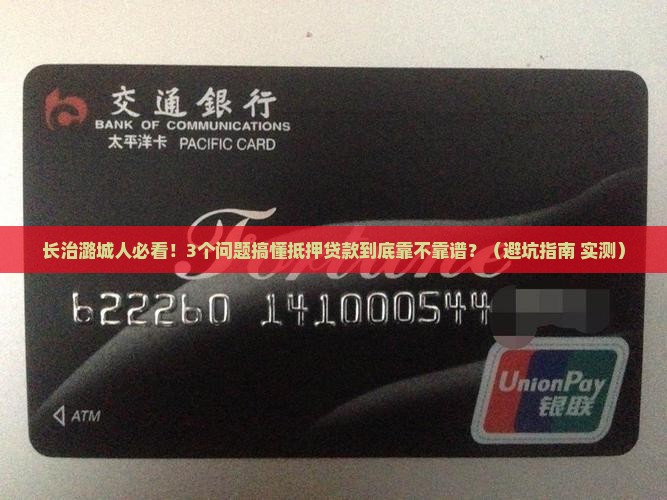 交通銀行
BANK OF COMMUNICATIONS
太平洋卡 PACIFIC CARD
Fortune
长治潞城人必看！3个问题搞懂抵押贷款到底靠不靠谱？（避坑指南 实测）
622260 141000544
UnionPay
银联
ATM